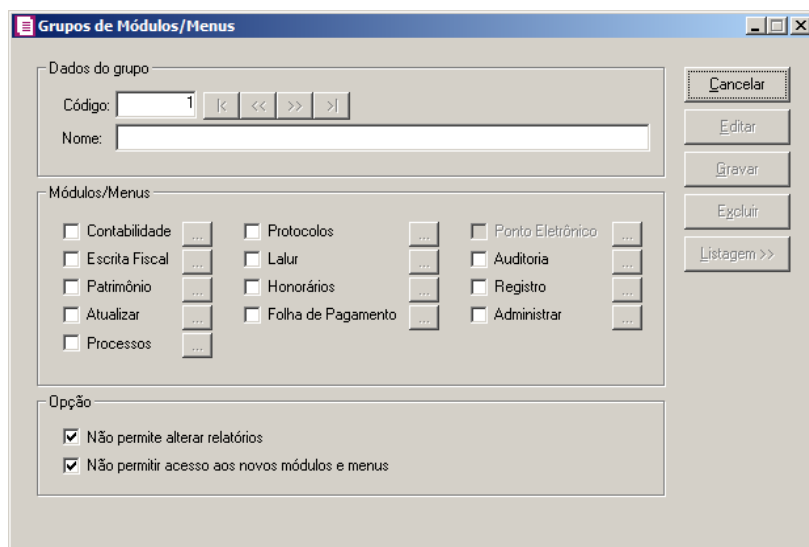 Grupos de Módulos/Menus
Dados do grupo
Código: 1 |< << >> >|
Nome:
Cancelar
Editar
Gravar
Excluir
Listagem >>
Módulos/Menus
Contabilidade ... Protocolos ... Ponto Eletrônico ...
Escrita Fiscal ... Lalur ... Auditoria ...
Patrimônio ... Honorários ... Registro ...
Atualizar ... Folha de Pagamento ... Administrar ...
Processos ...
Opção
Não permite alterar relatórios
Não permitir acesso aos novos módulos e menus